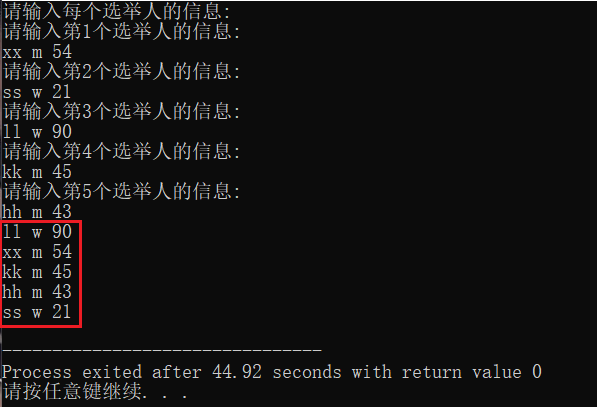 请输入每个选举人的信息:
请输入第1个选举人的信息:
xx m 54
请输入第2个选举人的信息:
ss w 21
请输入第3个选举人的信息:
ll w 90
请输入第4个选举人的信息:
kk m 45
请输入第5个选举人的信息:
hh m 43
ll w 90
xx m 54
kk m 45
hh m 43
ss w 21
--------------------------------
Process exited after 44.92 seconds with return value 0
请按任意键继续. . .